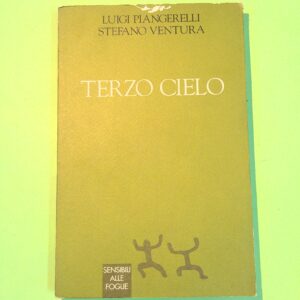 LUIGI PIANGERELLI
STEFANO VENTURA
TERZO CIELO
SENSIBILI
ALLE
FOGLIE